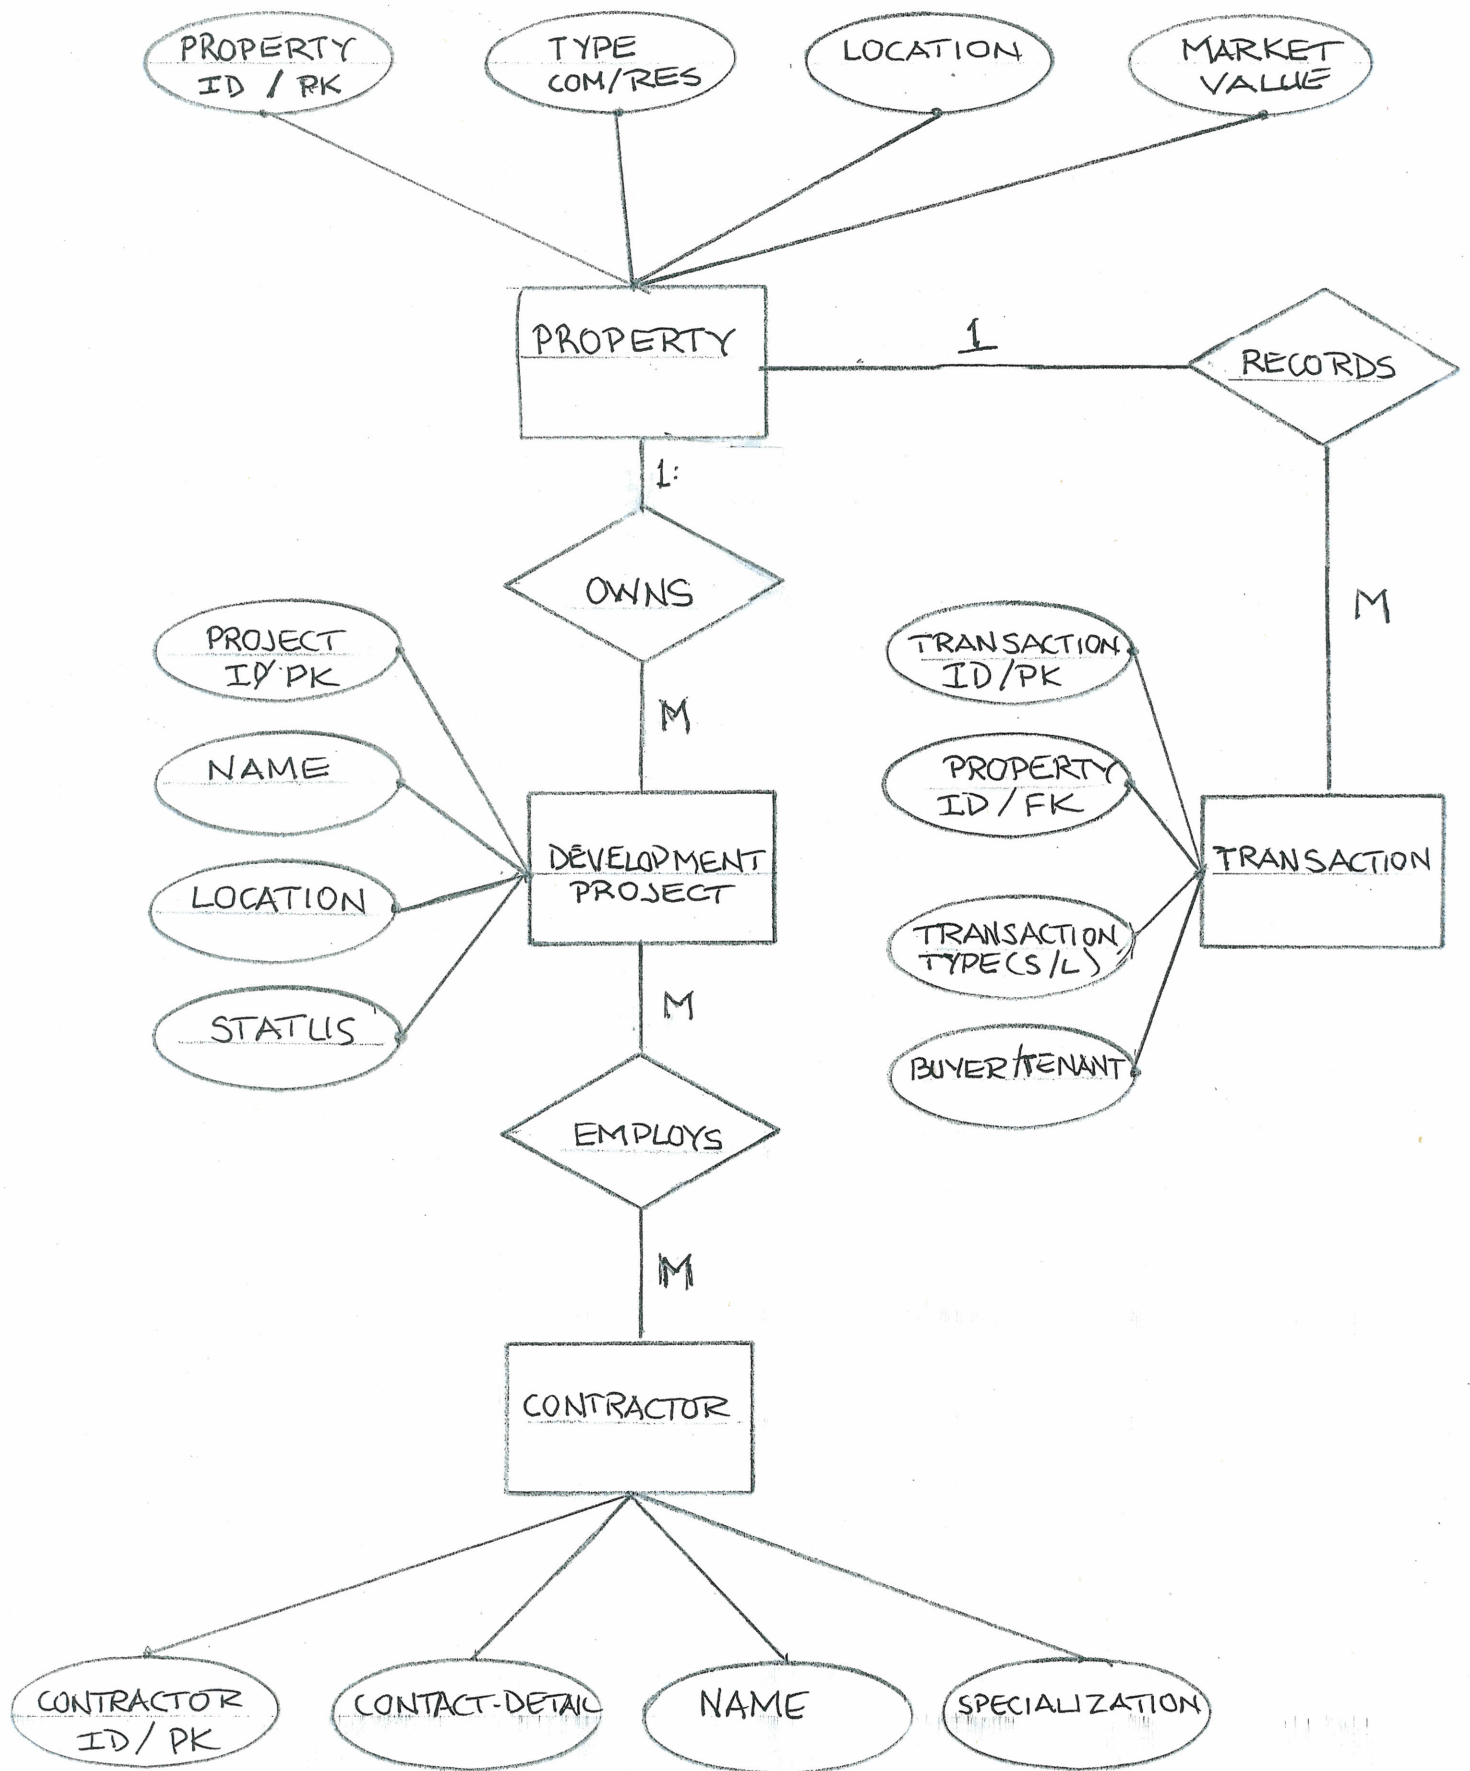 PROPERTY
ID / PK
TYPE
COM/RES
LOCATION
MARKET
VALUE
PROPERTY
1
RECORDS
1:
OWNS
M
M
PROJECT
ID/PK
NAME
LOCATION
STATUS
DEVELOPMENT
PROJECT
TRANSACTION
ID/PK
PROPERTY
ID/FK
TRANSACTION
TYPE(S/L)
BUYER/TENANT
TRANSACTION
M
EMPLOYS
M
CONTRACTOR
CONTRACTOR
ID/PK
CONTACT-DETAIL
NAME
SPECIALIZATION